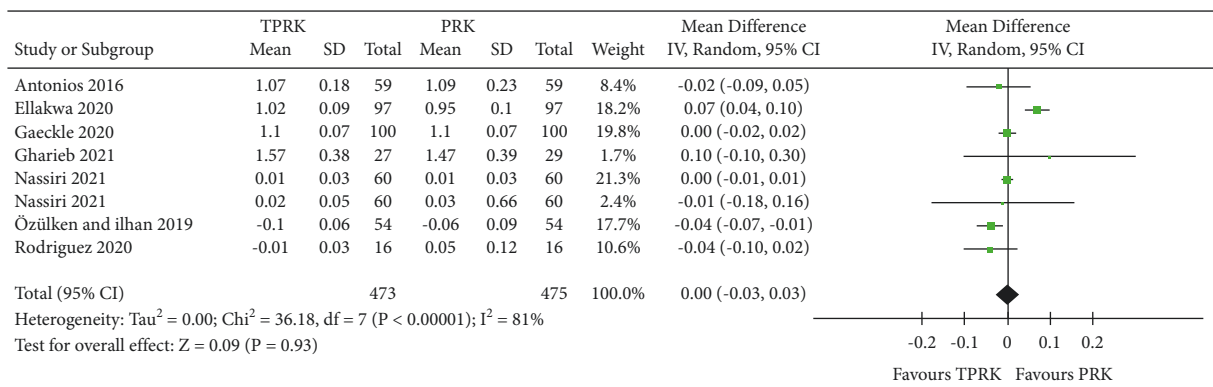 TPRK PRK Mean Difference Mean Difference
Study or Subgroup Mean SD Total Mean SD Total Weight IV, Random, 95% CI IV, Random, 95% CI
Antonios 2016 1.07 0.18 59 1.09 0.23 59 8.4% -0.02 (-0.09, 0.05)
Ellakwa 2020 1.02 0.09 97 0.95 0.1 97 18.2% 0.07 (0.04, 0.10)
Gaeckle 2020 1.1 0.07 100 1.1 0.07 100 19.8% 0.00 (-0.02, 0.02)
Gharieb 2021 1.57 0.38 27 1.47 0.39 29 1.7% 0.10 (-0.10, 0.30)
Nassiri 2021 0.01 0.03 60 0.01 0.03 60 21.3% 0.00 (-0.01, 0.01)
Nassiri 2021 0.02 0.05 60 0.03 0.66 60 2.4% -0.01 (-0.18, 0.16)
Özülken and ilhan 2019 -0.1 0.06 54 -0.06 0.09 54 17.7% -0.04 (-0.07, -0.01)
Rodriguez 2020 -0.01 0.03 16 0.05 0.12 16 10.6% -0.04 (-0.10, 0.02)
Total (95% CI) 473 475 100.0% 0.00 (-0.03, 0.03)
Heterogeneity: Tau² = 0.00; Chi² = 36.18, df = 7 (P < 0.00001); I² = 81%
Test for overall effect: Z = 0.09 (P = 0.93)
-0.2 -0.1 0 0.1 0.2
Favours TPRK Favours PRK